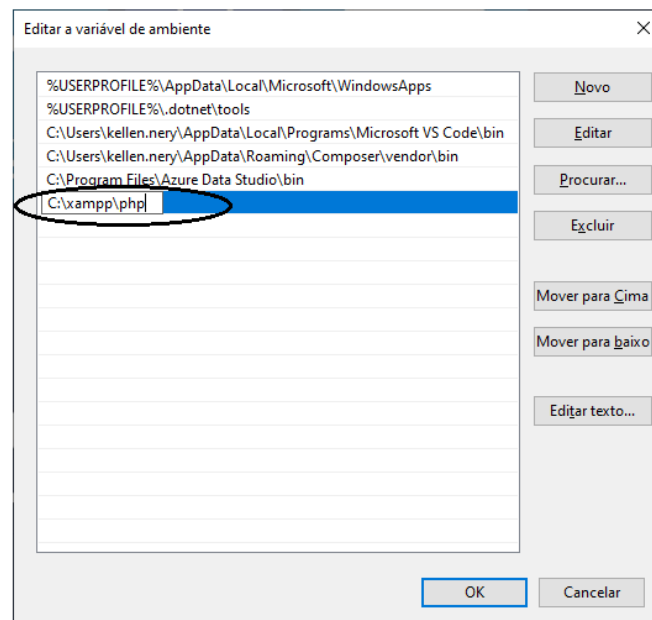 Editar a variável de ambiente
%USERPROFILE%\AppData\Local\Microsoft\WindowsApps
%USERPROFILE%\.dotnet\tools
C:\Users\kellen.nery\AppData\Local\Programs\Microsoft VS Code\bin
C:\Users\kellen.nery\AppData\Roaming\Composer\vendor\bin
C:\Program Files\Azure Data Studio\bin
C:\xampp\php
Novo
Editar
Procurar...
Excluir
Mover para Cima
Mover para baixo
Editar texto...
OK
Cancelar